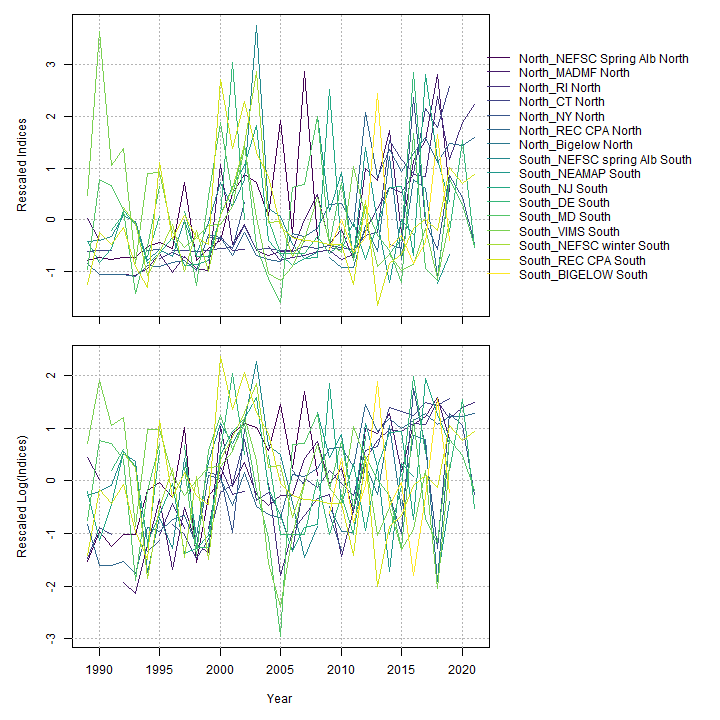 Rescaled Indices
3
2
1
0
-1
North_NEFSC Spring Alb North
North_MADMF North
North_RI North
North_CT North
North_NY North
North_REC CPA North
North_Bigelow North
South_NEFSC spring Alb South
South_NEAMAP South
South_NJ South
South_DE South
South_MD South
South_VIMS South
South_NEFSC winter South
South_REC CPA South
South_BIGELOW South
Rescaled Log(Indices)
2
1
0
-1
-2
-3
1990 1995 2000 2005 2010 2015 2020
Year